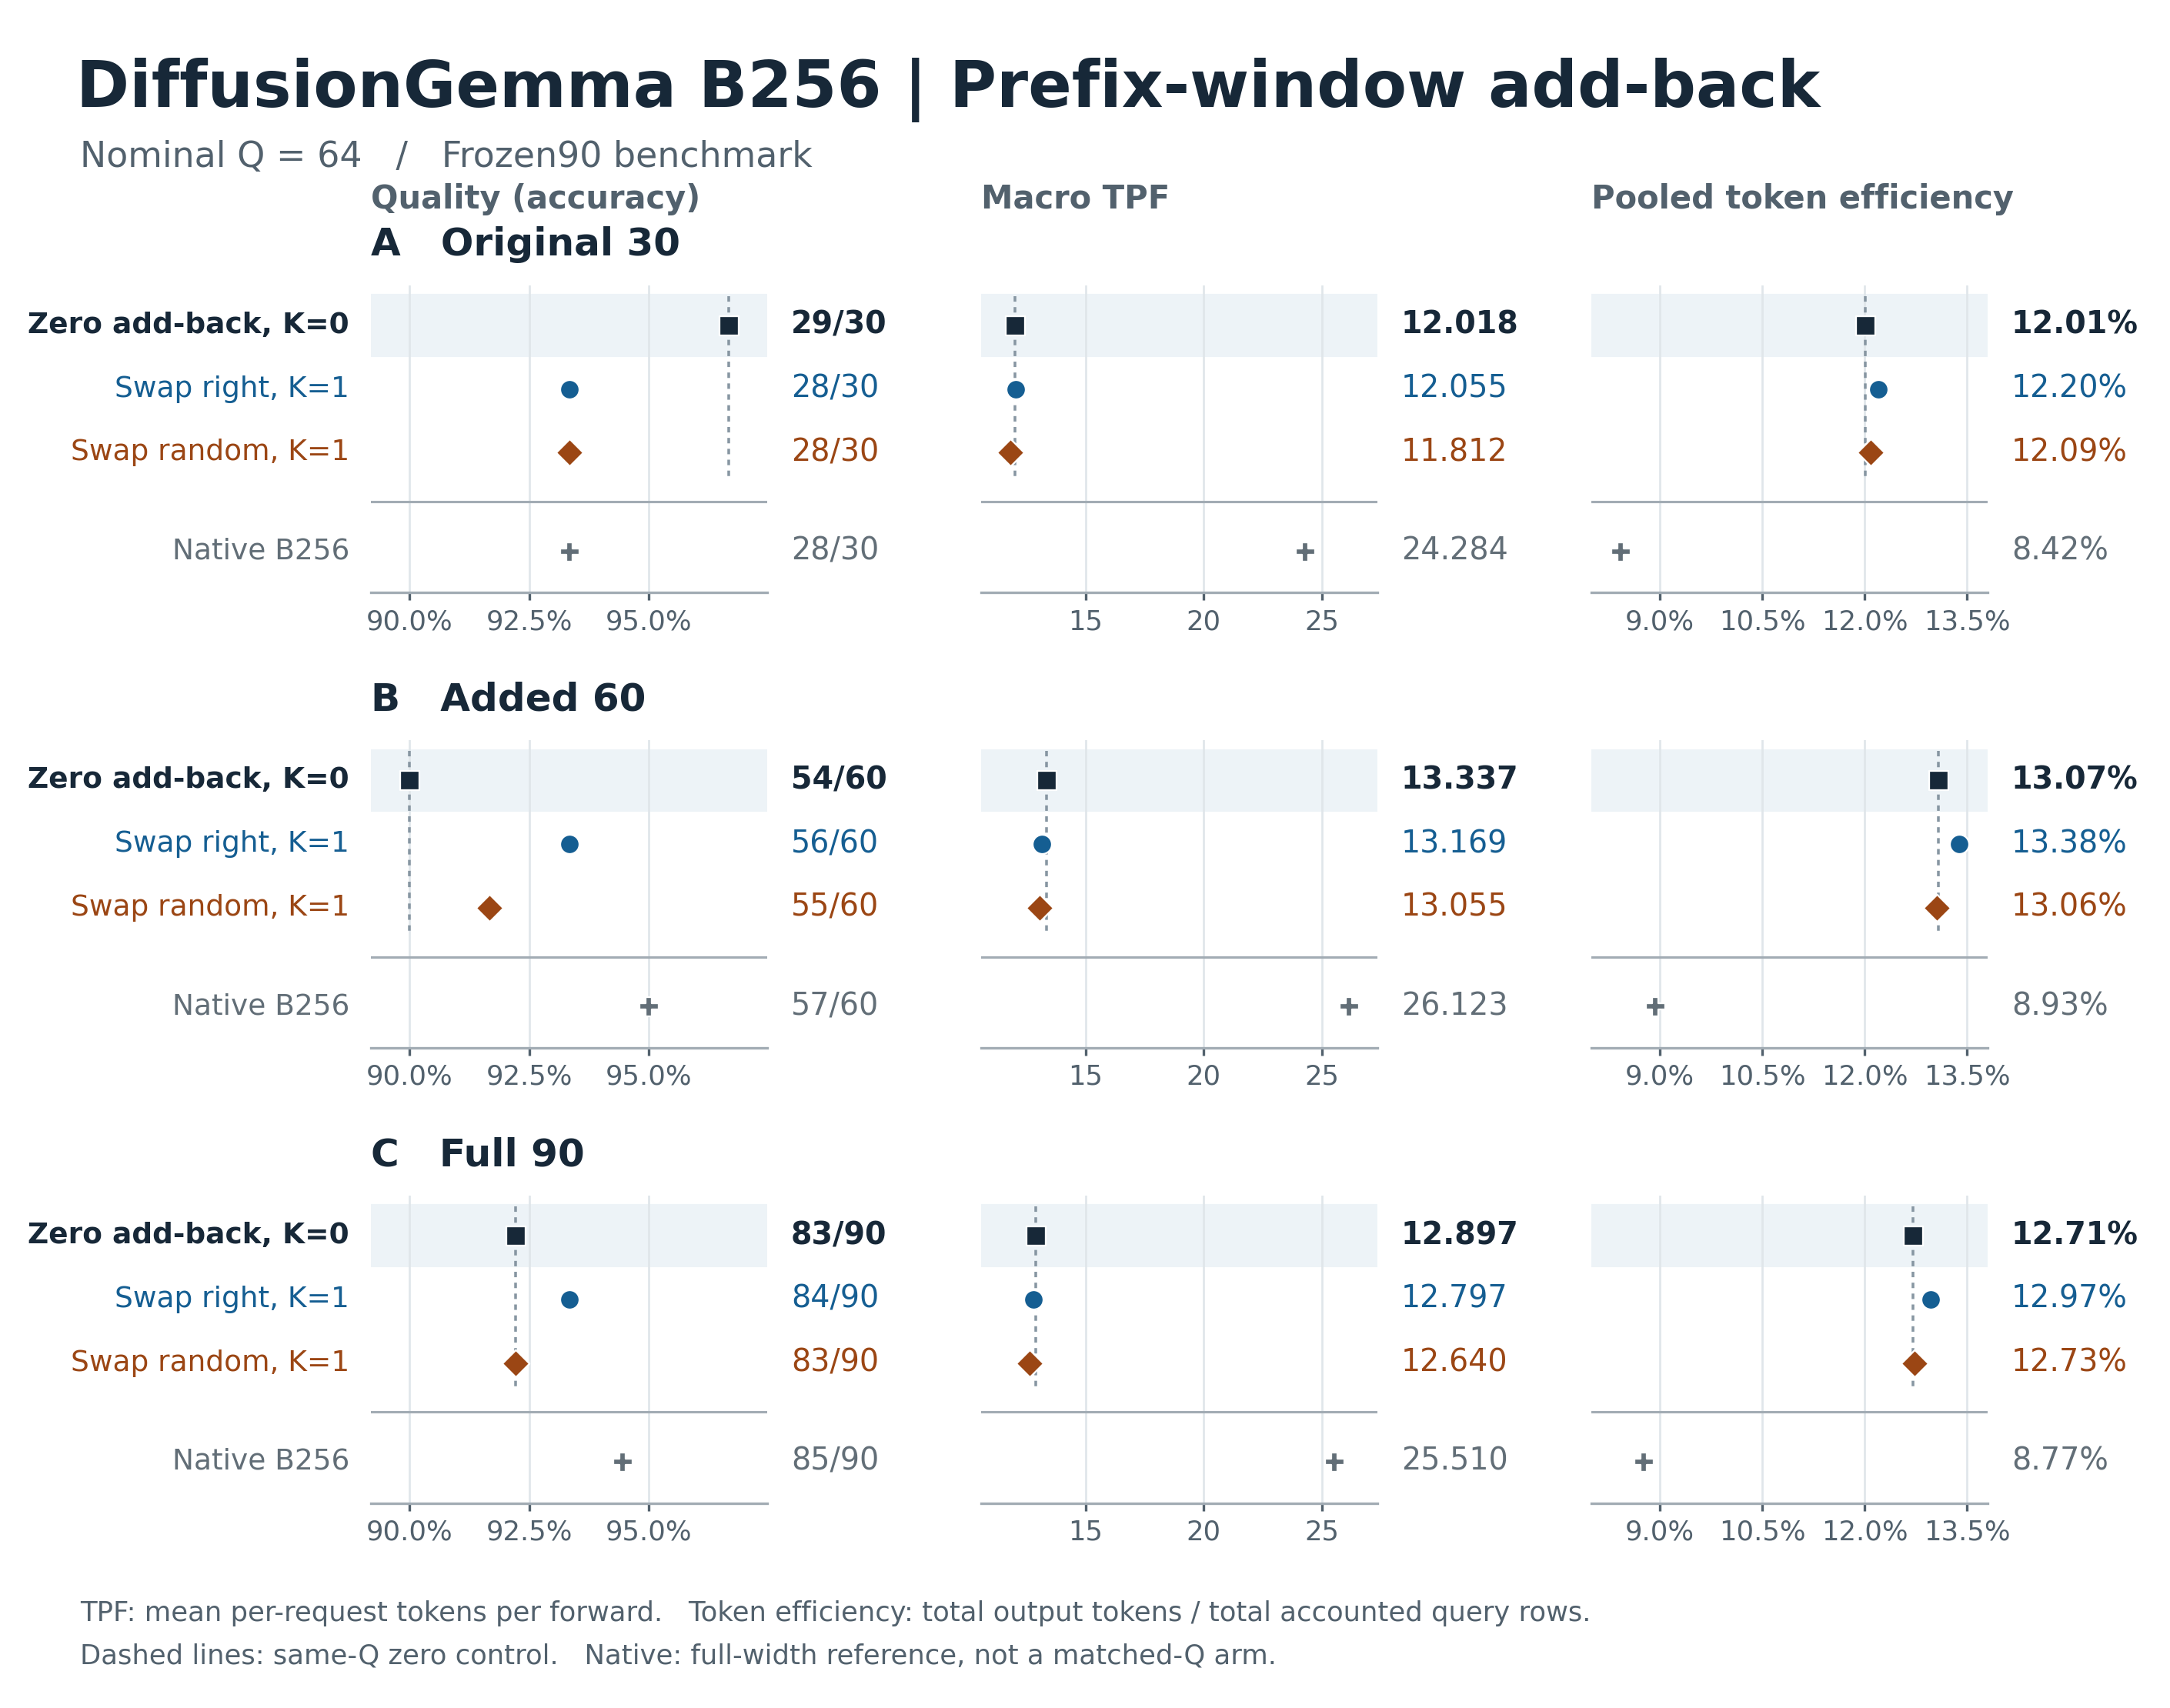 DiffusionGemma B256 | Prefix-window add-back
Nominal Q = 64 / Frozen90 benchmark
Quality (accuracy) Macro TPF Pooled token efficiency
A Original 30
Zero add-back, K=0 29/30 12.018 12.01%
Swap right, K=1 28/30 12.055 12.20%
Swap random, K=1 28/30 11.812 12.09%
Native B256 28/30 24.284 8.42%
90.0% 92.5% 95.0% 15 20 25 9.0% 10.5% 12.0% 13.5%
B Added 60
Zero add-back, K=0 54/60 13.337 13.07%
Swap right, K=1 56/60 13.169 13.38%
Swap random, K=1 55/60 13.055 13.06%
Native B256 57/60 26.123 8.93%
90.0% 92.5% 95.0% 15 20 25 9.0% 10.5% 12.0% 13.5%
C Full 90
Zero add-back, K=0 83/90 12.897 12.71%
Swap right, K=1 84/90 12.797 12.97%
Swap random, K=1 83/90 12.640 12.73%
Native B256 85/90 25.510 8.77%
90.0% 92.5% 95.0% 15 20 25 9.0% 10.5% 12.0% 13.5%
TPF: mean per-request tokens per forward. Token efficiency: total output tokens / total accounted query rows.
Dashed lines: same-Q zero control. Native: full-width reference, not a matched-Q arm.